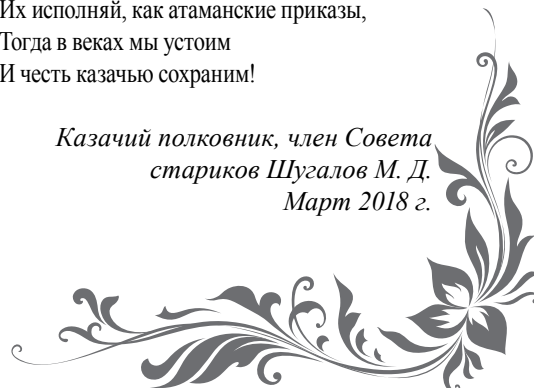 Их исполняй, как атаманские приказы,
Тогда в веках мы устоим
И честь казачью сохраним!
Казачий полковник, член Совета
стариков Шугалов М. Д.
Март 2018 г.